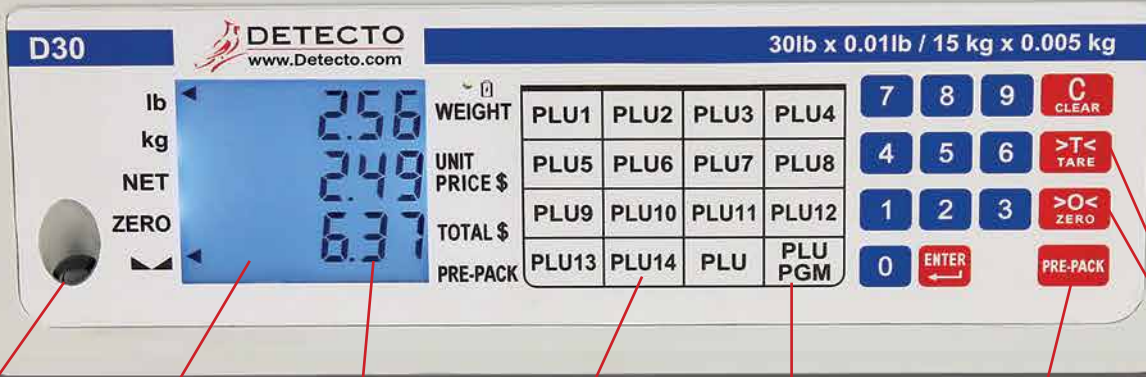 D30
DETECTO
www.Detecto.com
30lb x 0.01lb / 15 kg x 0.005 kg
lb
kg
NET
ZERO
2.56
2.49
6.37
WEIGHT
UNIT
PRICE $
TOTAL $
PRE-PACK
PLU1 PLU2 PLU3 PLU4
PLU5 PLU6 PLU7 PLU8
PLU9 PLU10 PLU11 PLU12
PLU13 PLU14 PLU PLU
PGM
7 8 9 C
CLEAR
4 5 6 >T<
TARE
1 2 3 >O<
ZERO
0 ENTER PRE-PACK